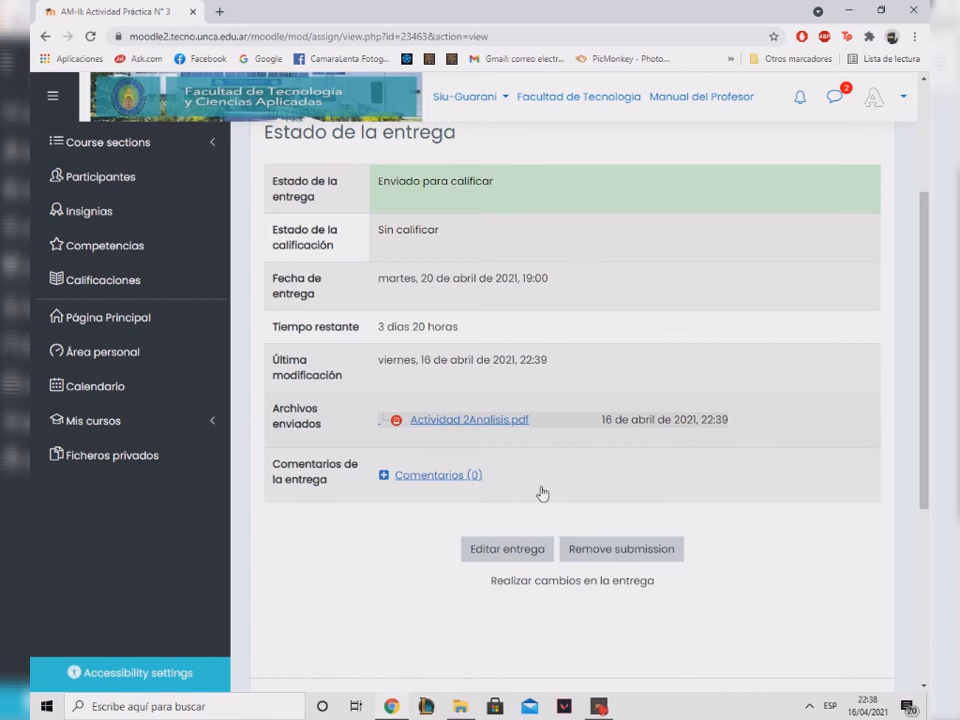 AM-II: Actividad Práctica N° 3
moodle2.tecno.unca.edu.ar/moodle/mod/assign/view.php?id=23463&action=view
Aplicaciones
Ask.com
Facebook
Google
CamaraLenta Fotog...
Gmail: correo electr...
PicMonkey - Photo...
»
Otros marcadores
Lista de lectura
Facultad de Tecnología
y Ciencias Aplicadas
Siu-Guarani
Facultad de Tecnologia
Manual del Profesor
2
Course sections
Participantes
Insignias
Competencias
Calificaciones
Página Principal
Área personal
Calendario
Mis cursos
Ficheros privados
Accessibility settings
Estado de la entrega
Estado de la entrega
Enviado para calificar
Estado de la calificación
Sin calificar
Fecha de entrega
martes, 20 de abril de 2021, 19:00
Tiempo restante
3 días 20 horas
Última modificación
viernes, 16 de abril de 2021, 22:39
Archivos enviados
Actividad 2Analisis.pdf
16 de abril de 2021, 22:39
Comentarios de la entrega
Comentarios (0)
Editar entrega
Remove submission
Realizar cambios en la entrega
Escribe aquí para buscar
ESP
22:38
16/04/2021
20